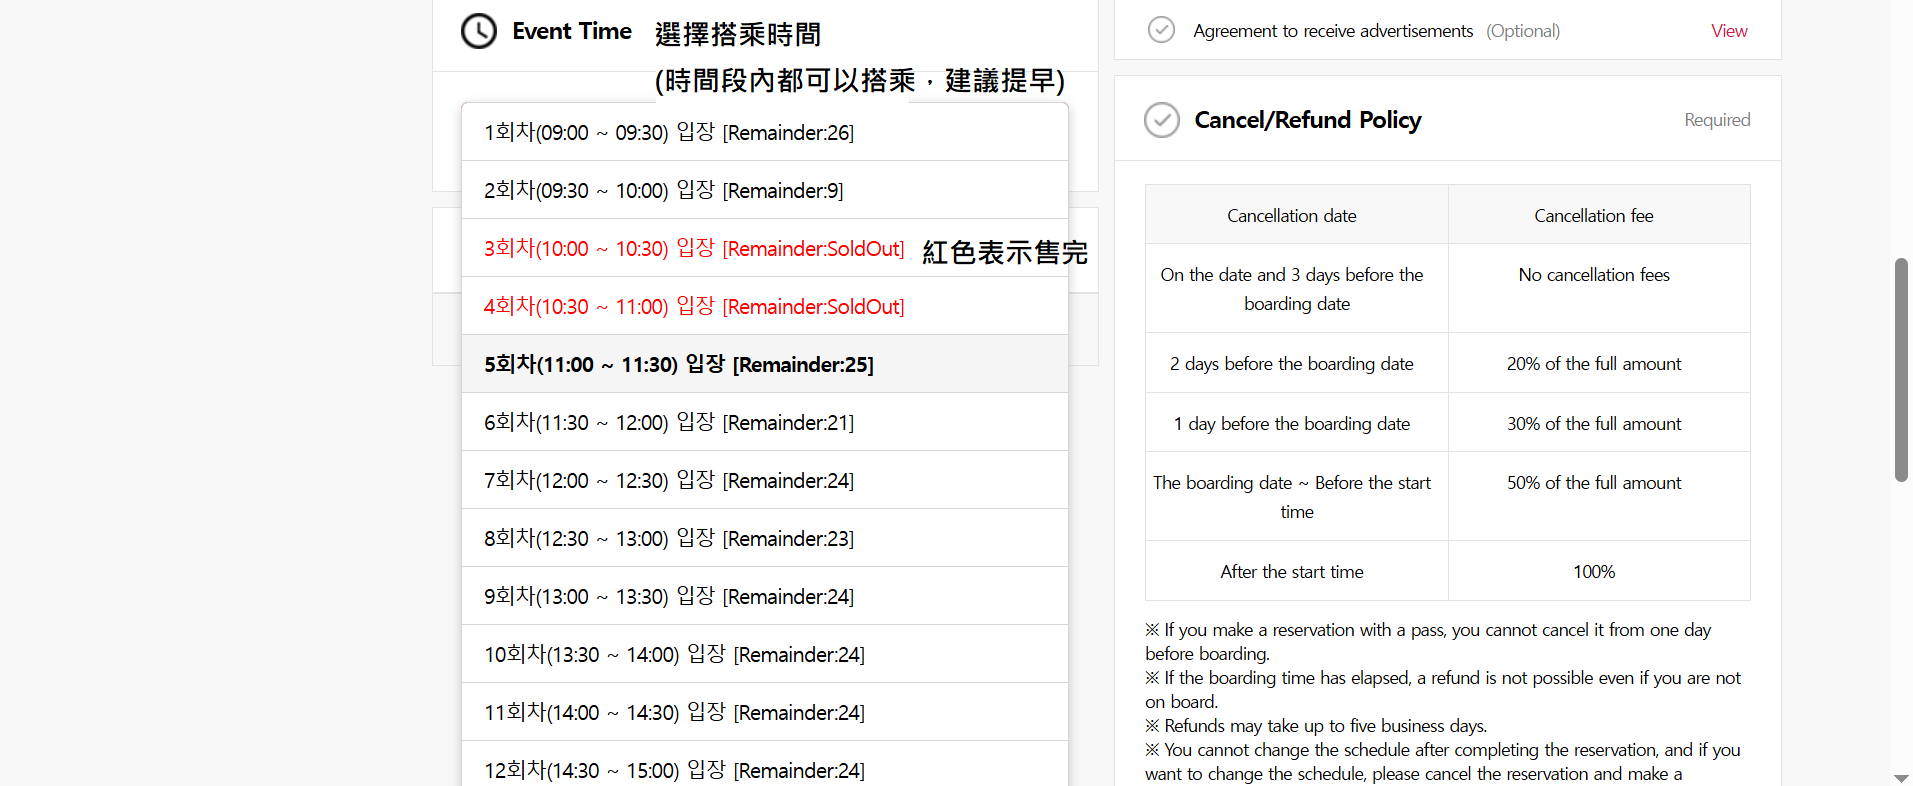 Event Time 選擇搭乘時間
(時間段內都可以搭乘，建議提早)
1회차(09:00 ~ 09:30) 입장 [Remainder:26]
2회차(09:30 ~ 10:00) 입장 [Remainder:9]
3회차(10:00 ~ 10:30) 입장 [Remainder:SoldOut] 紅色表示售完
4회차(10:30 ~ 11:00) 입장 [Remainder:SoldOut]
5회차(11:00 ~ 11:30) 입장 [Remainder:25]
6회차(11:30 ~ 12:00) 입장 [Remainder:21]
7회차(12:00 ~ 12:30) 입장 [Remainder:24]
8회차(12:30 ~ 13:00) 입장 [Remainder:23]
9회차(13:00 ~ 13:30) 입장 [Remainder:24]
10회차(13:30 ~ 14:00) 입장 [Remainder:24]
11회차(14:00 ~ 14:30) 입장 [Remainder:24]
12회차(14:30 ~ 15:00) 입장 [Remainder:24]
Agreement to receive advertisements (Optional) View
Cancel/Refund Policy Required
Cancellation date Cancellation fee
On the date and 3 days before the No cancellation fees
boarding date
2 days before the boarding date 20% of the full amount
1 day before the boarding date 30% of the full amount
The boarding date ~ Before the start 50% of the full amount
time
After the start time 100%
※ If you make a reservation with a pass, you cannot cancel it from one day
before boarding.
※ If the boarding time has elapsed, a refund is not possible even if you are not
on board.
※ Refunds may take up to five business days.
※ You cannot change the schedule after completing the reservation, and if you
want to change the schedule, please cancel the reservation and make a